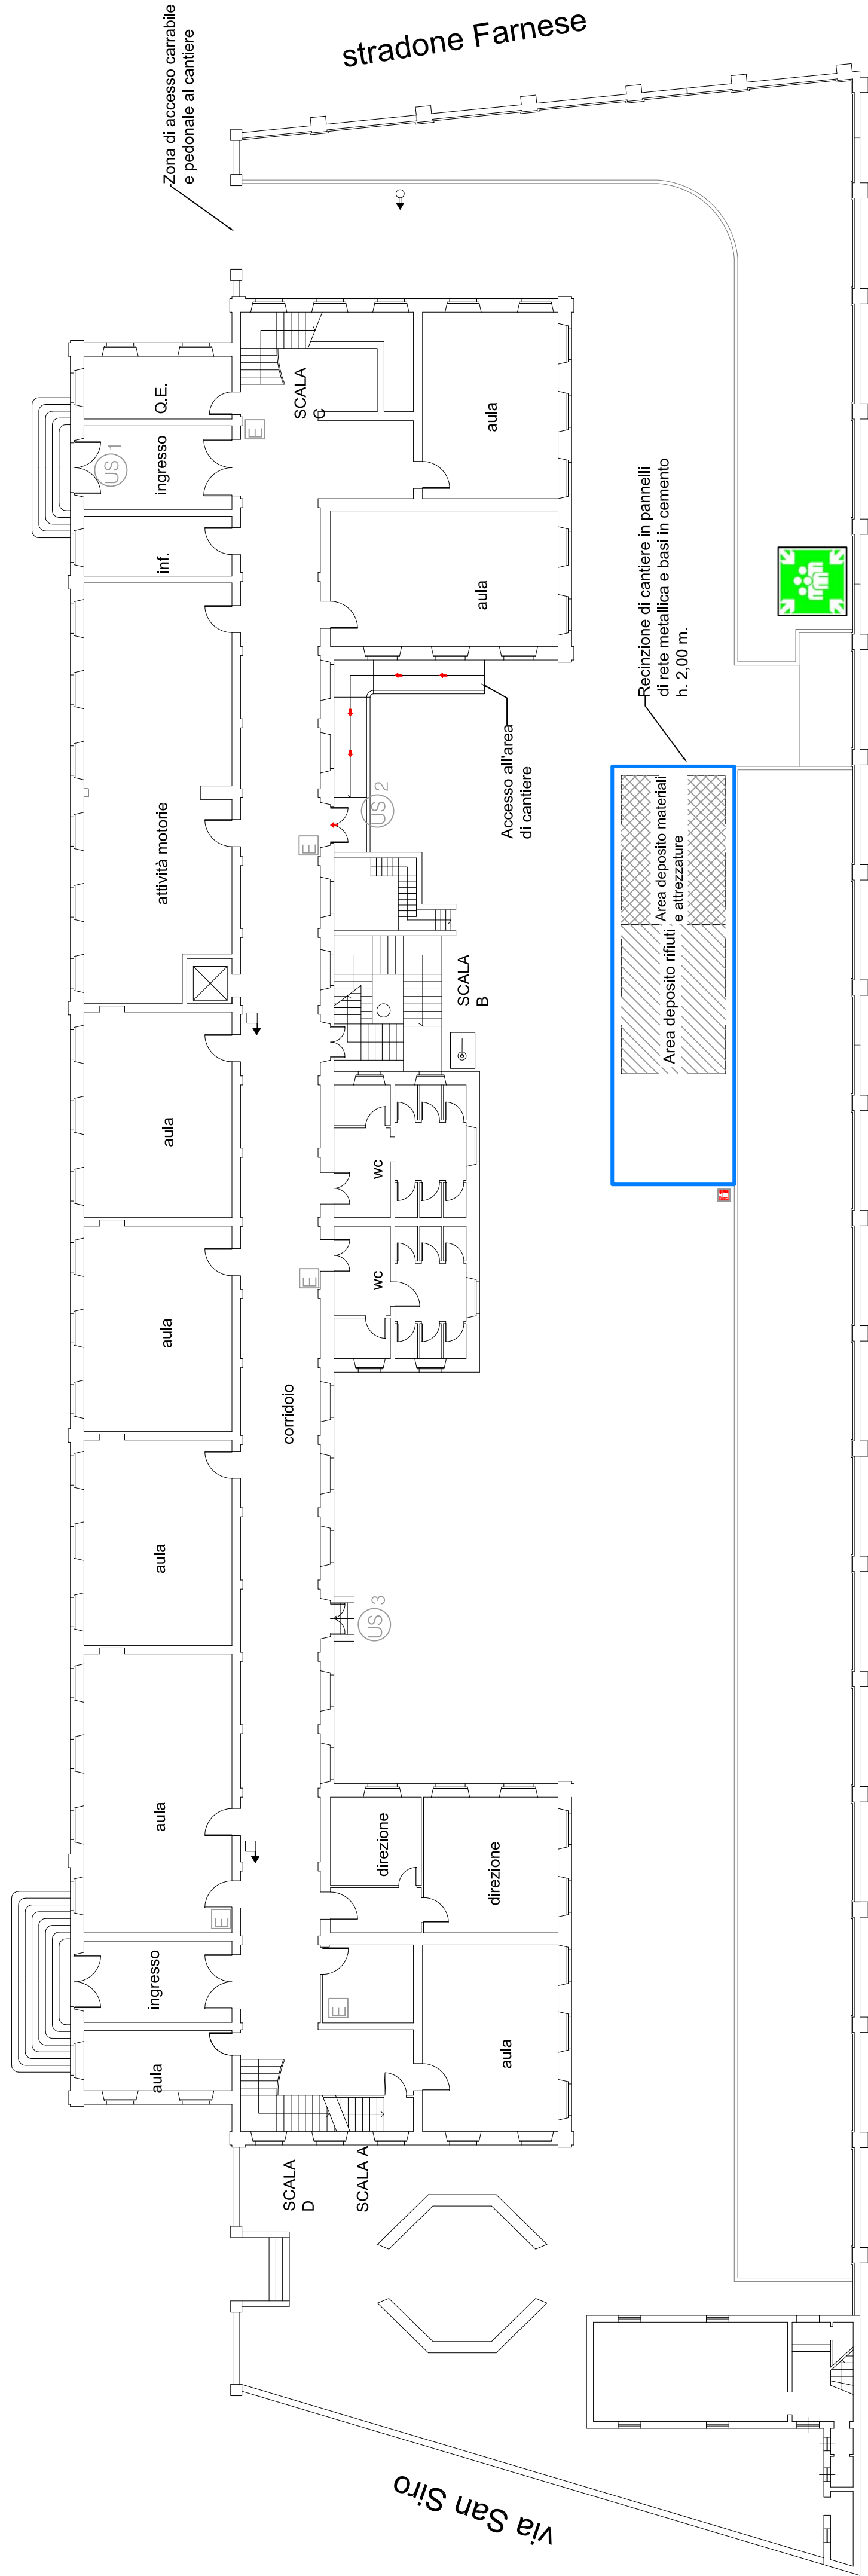 stradone Farnese
Zona di accesso carrabile
e pedonale al cantiere
Q.E.
SCALA
C
E
US 1
ingresso
aula
inf.
aula
Recinzione di cantiere in pannelli
di rete metallica e basi in cemento
h. 2,00 m.
attività motorie
Accesso all'area
di cantiere
US 2
E
Area deposito materiali
e attrezzature
Area deposito rifiuti
SCALA
B
aula
wc
wc
E
aula
corridoio
aula
US 3
aula
direzione
direzione
E
ingresso
E
aula
aula
SCALA
D
SCALA A
via San Siro